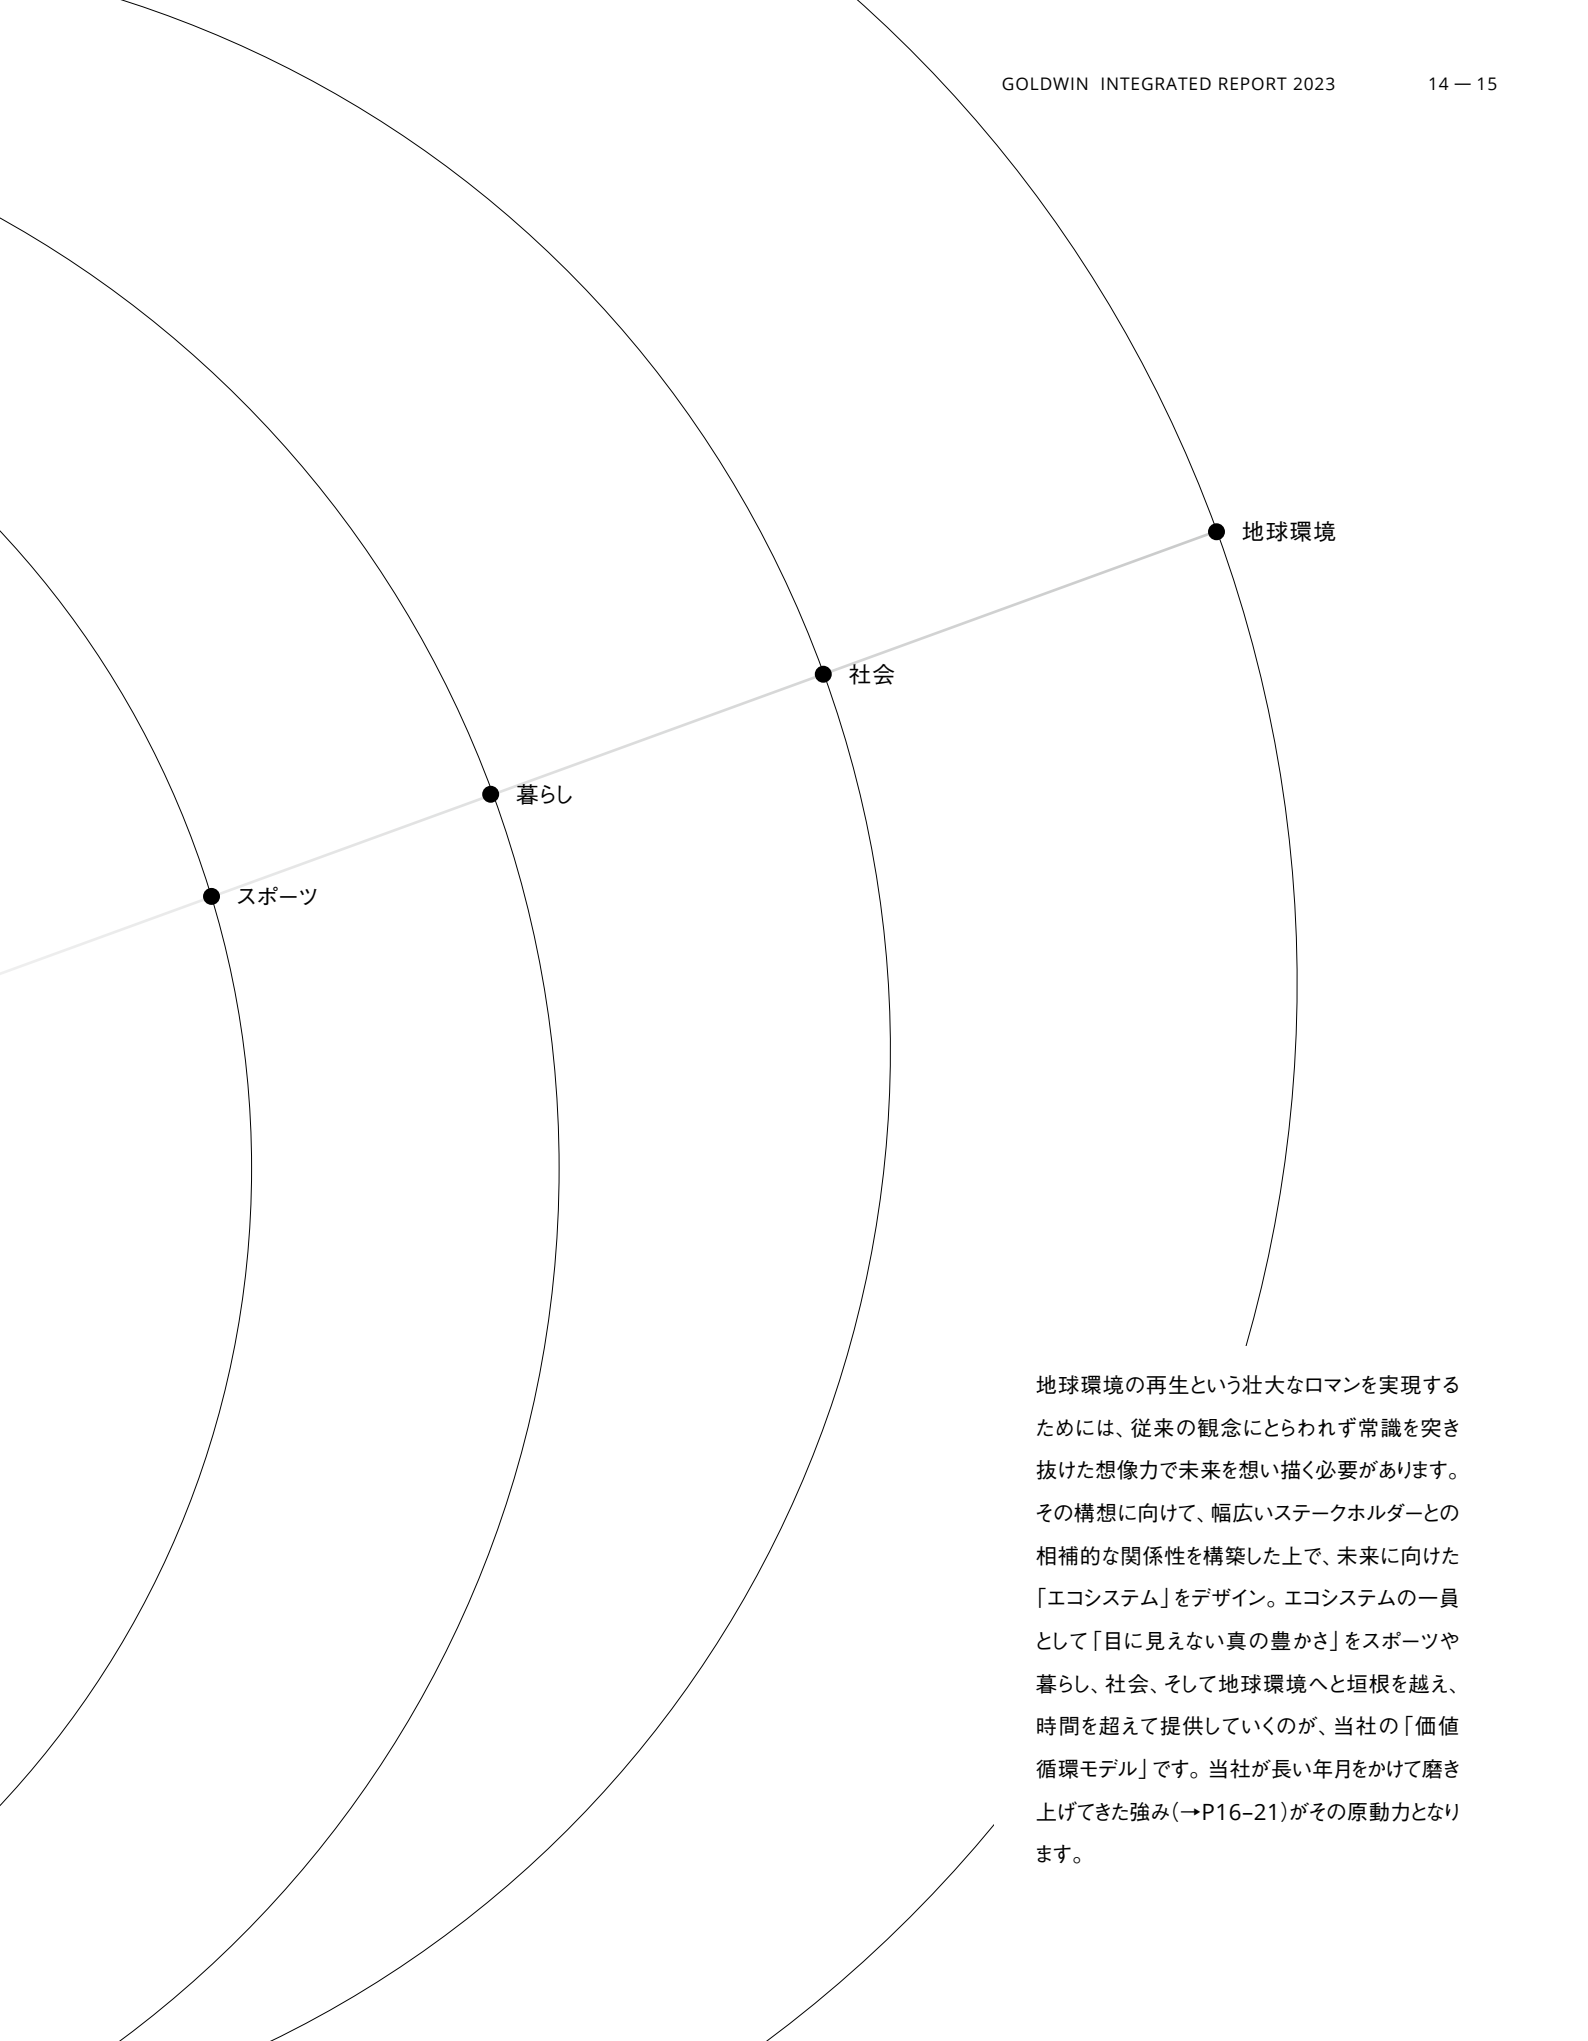 GOLDWIN INTEGRATED REPORT 2023 14 — 15
地球環境
社会
暮らし
スポーツ
地球環境の再生という壮大なロマンを実現する
ためには、従来の観念にとらわれず常識を突き
抜けた想像力で未来を想い描く必要があります。
その構想に向けて、幅広いステークホルダーとの
相補的な関係性を構築した上で、未来に向けた
「エコシステム」をデザイン。エコシステムの一員
として「目に見えない真の豊かさ」をスポーツや
暮らし、社会、そして地球環境へと垣根を越え、
時間を超えて提供していくのが、当社の「価値
循環モデル」です。当社が長い年月をかけて磨き
上げてきた強み（→P16–21）がその原動力となり
ます。